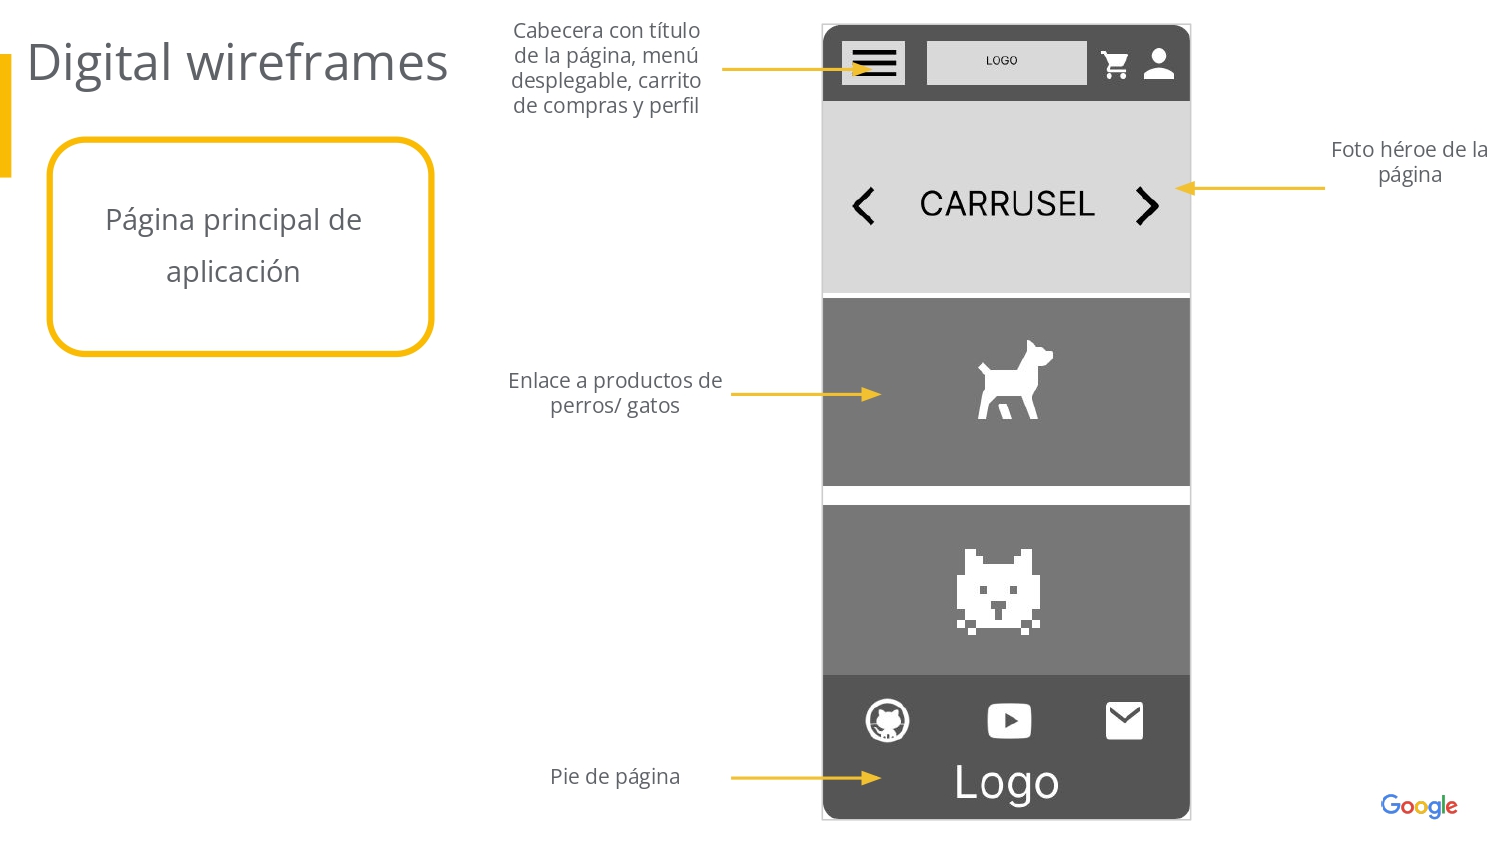 Digital wireframes
Página principal de
aplicación
Cabecera con título
de la página, menú
desplegable, carrito
de compras y perfil
LOGO
CARRUSEL
Foto héroe de la
página
Enlace a productos de
perros/ gatos
Pie de página
Logo
Google